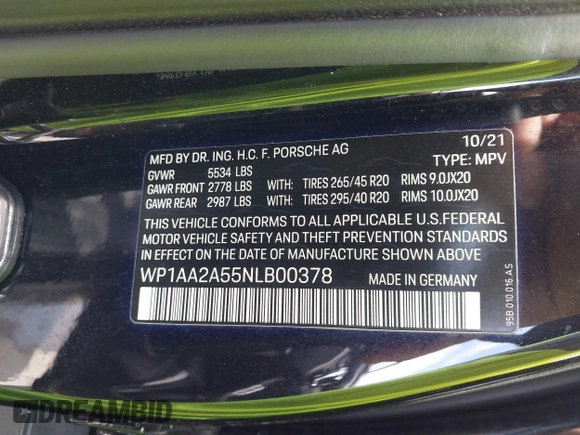 MFD BY DR. ING. H.C. F. PORSCHE AG 10/21
GVWR 5534 LBS TYPE: MPV
GAWR FRONT 2778 LBS WITH: TIRES 265/45 R20 RIMS 9.0JX20
GAWR REAR 2987 LBS WITH: TIRES 295/40 R20 RIMS 10.0JX20
THIS VEHICLE CONFORMS TO ALL APPLICABLE U.S.FEDERAL
MOTOR VEHICLE SAFETY AND THEFT PREVENTION STANDARDS
IN EFFECT ON THE DATE OF MANUFACTURE SHOWN ABOVE
WP1AA2A55NLB00378
95B.010.016 AS
DREAMBID